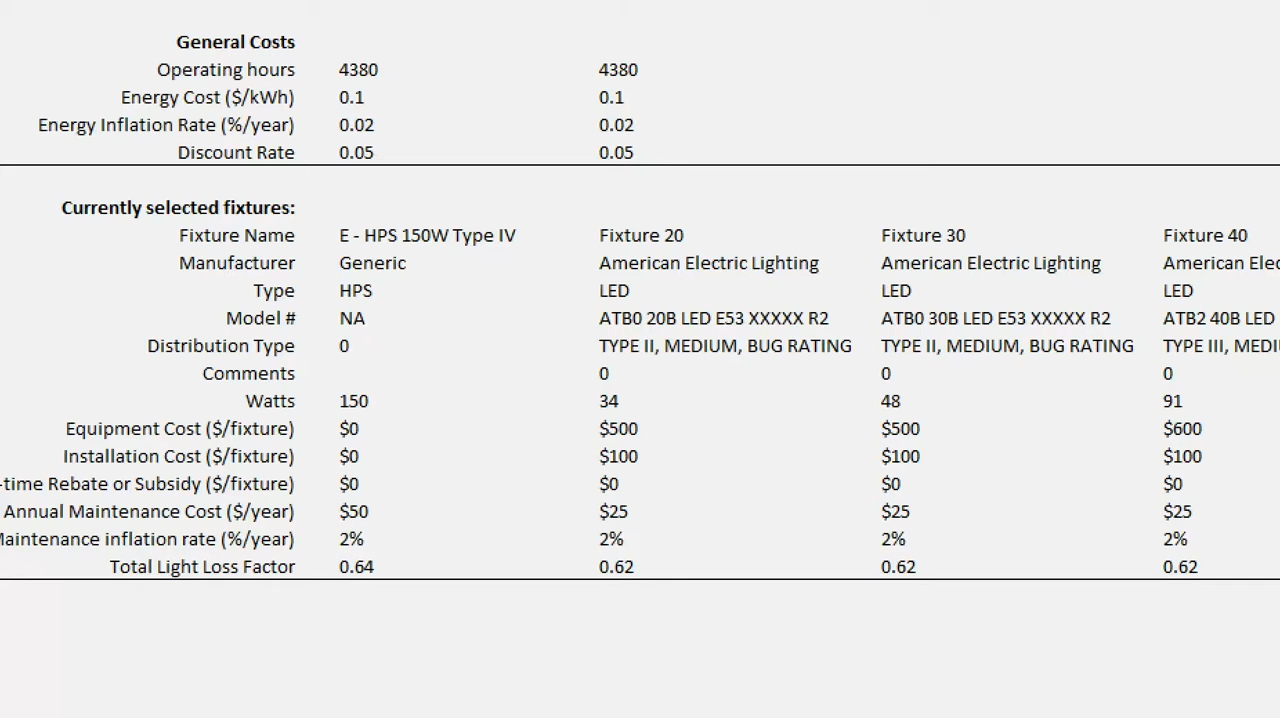 General Costs
Operating hours 4380 4380
Energy Cost ($/kWh) 0.1 0.1
Energy Inflation Rate (%/year) 0.02 0.02
Discount Rate 0.05 0.05
Currently selected fixtures:
Fixture Name E - HPS 150W Type IV Fixture 20 Fixture 30 Fixture 40
Manufacturer Generic American Electric Lighting American Electric Lighting American Elec
Type HPS LED LED LED
Model # NA ATB0 20B LED E53 XXXXX R2 ATB0 30B LED E53 XXXXX R2 ATB2 40B LED
Distribution Type 0 TYPE II, MEDIUM, BUG RATING TYPE II, MEDIUM, BUG RATING TYPE III, MEDI
Comments 0 0 0
Watts 150 34 48 91
Equipment Cost ($/fixture) $0 $500 $500 $600
Installation Cost ($/fixture) $0 $100 $100 $100
-time Rebate or Subsidy ($/fixture) $0 $0 $0 $0
Annual Maintenance Cost ($/year) $50 $25 $25 $25
Maintenance inflation rate (%/year) 2% 2% 2% 2%
Total Light Loss Factor 0.64 0.62 0.62 0.62